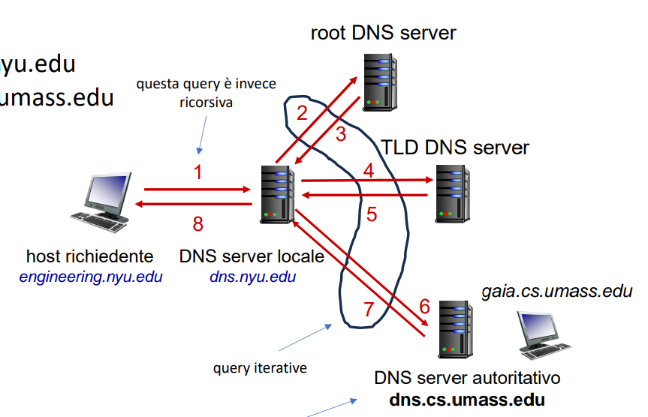 root DNS server
nyu.edu
umass.edu
questa query è invece
ricorsiva
2
3
TLD DNS server
1
4
5
8
host richiedente
engineering.nyu.edu
DNS server locale
dns.nyu.edu
7
6
gaia.cs.umass.edu
query iterative
DNS server autoritativo
dns.cs.umass.edu